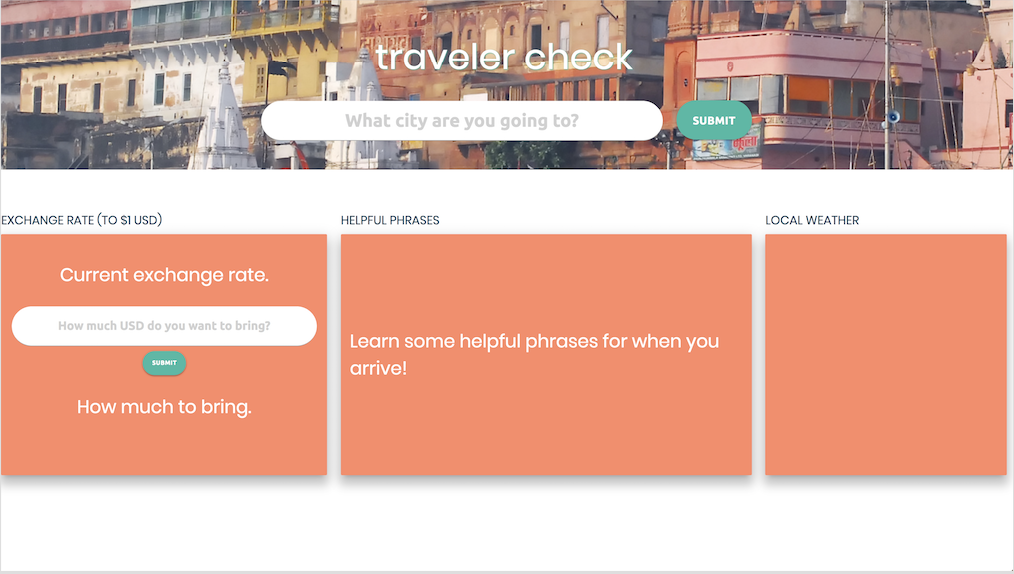 traveler check
What city are you going to?
SUBMIT
EXCHANGE RATE (TO $1 USD)
HELPFUL PHRASES
LOCAL WEATHER
Current exchange rate.
How much USD do you want to bring?
SUBMIT
How much to bring.
Learn some helpful phrases for when you
arrive!